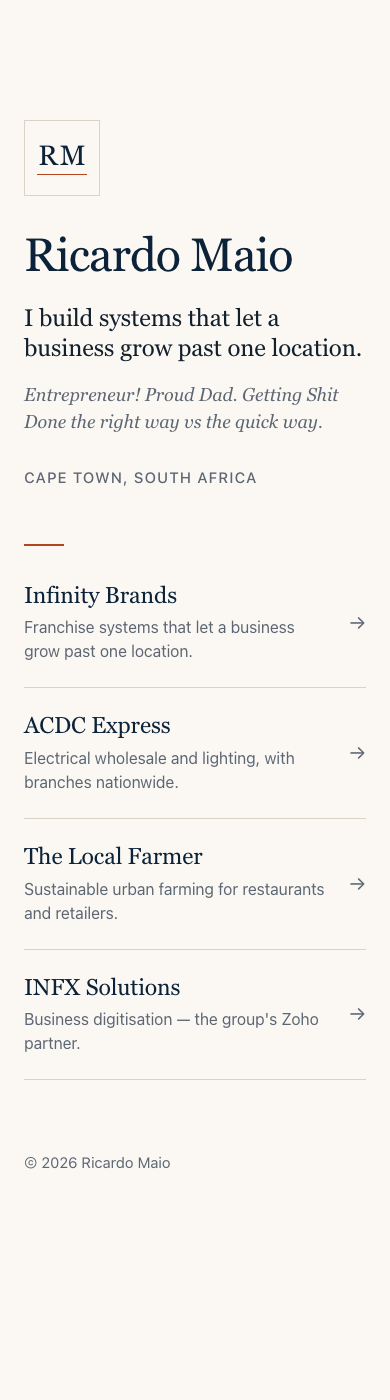 RM
Ricardo Maio
I build systems that let a
business grow past one location.
Entrepreneur! Proud Dad. Getting Shit
Done the right way vs the quick way.
CAPE TOWN, SOUTH AFRICA
Infinity Brands
Franchise systems that let a business
grow past one location.
→
ACDC Express
Electrical wholesale and lighting, with
branches nationwide.
→
The Local Farmer
Sustainable urban farming for restaurants
and retailers.
→
INFX Solutions
Business digitisation — the group's Zoho
partner.
→
© 2026 Ricardo Maio